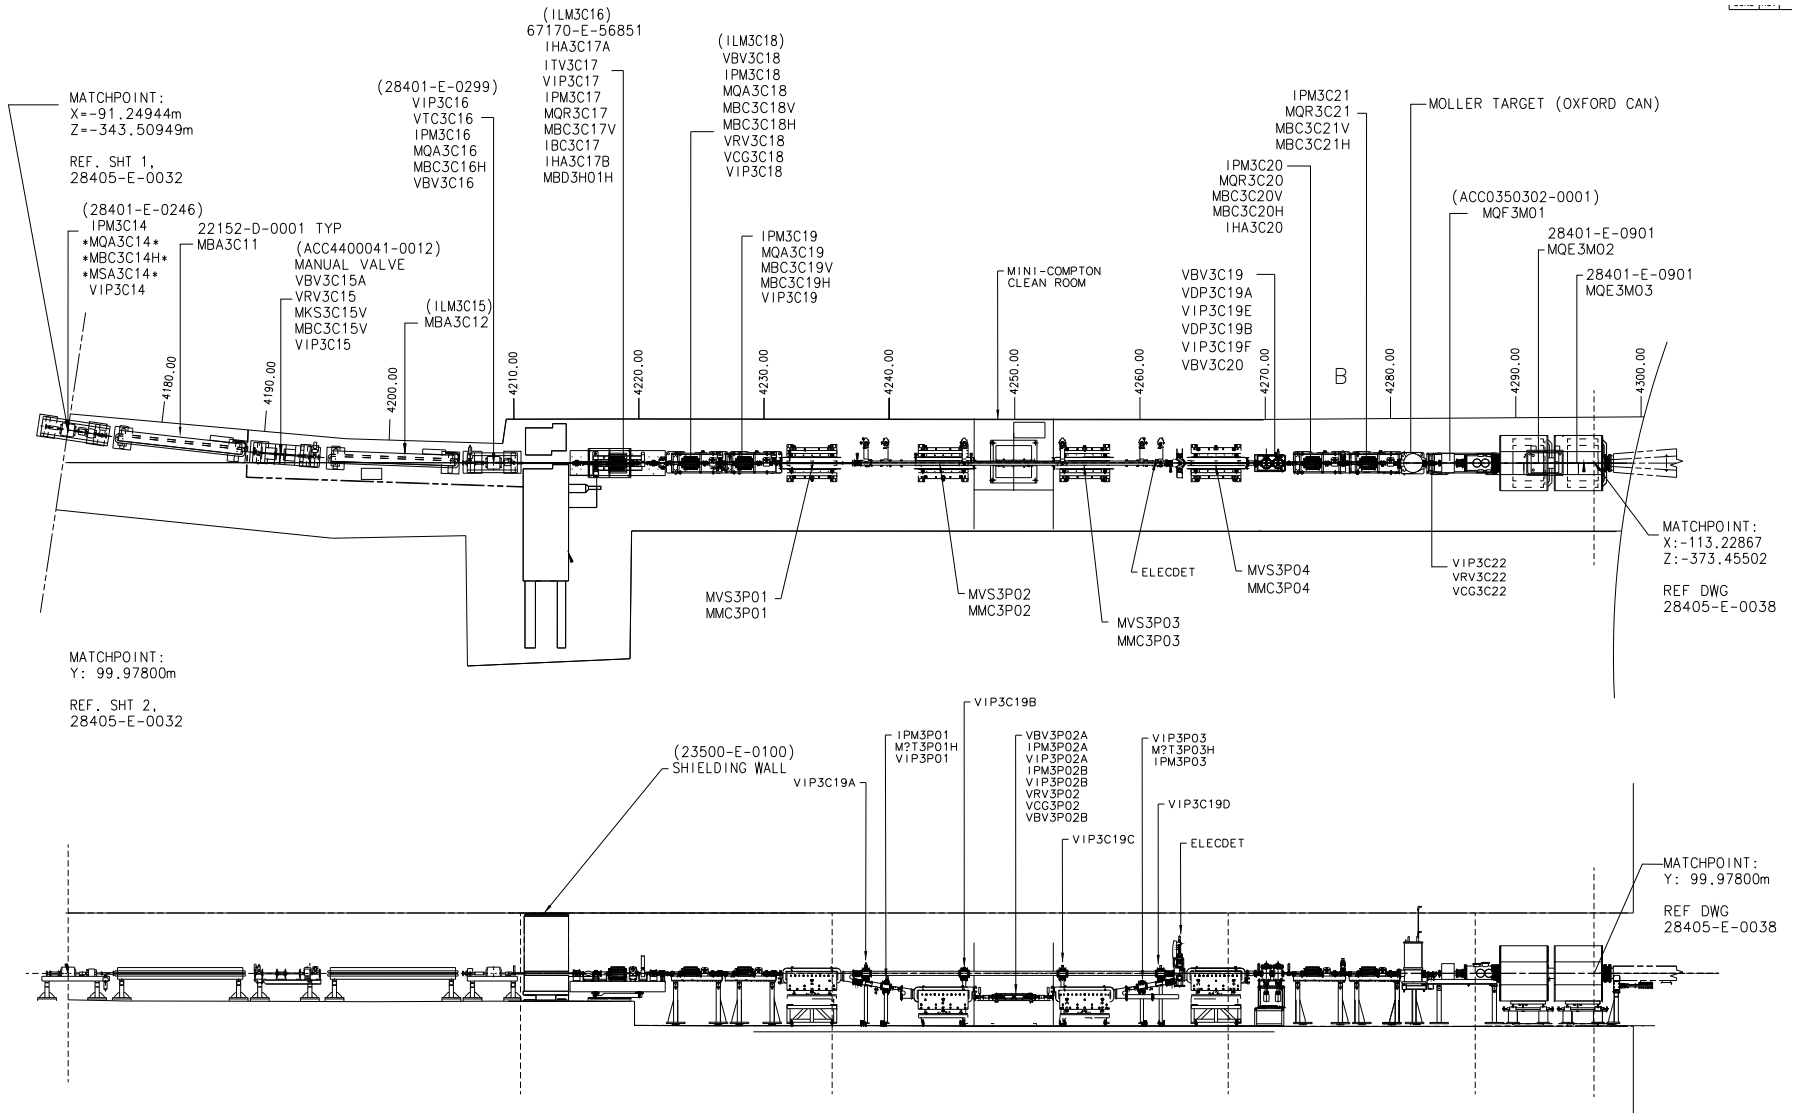 MATCHPOINT:
X=-91.24944m
Z=-343.50949m
REF. SHT 1,
28405-E-0032
(28401-E-0246)
IPM3C14
*MQA3C14*
*MBC3C14H*
*MSA3C14*
VIP3C14
22152-D-0001 TYP
MBA3C11
(ACC4400041-0012)
MANUAL VALVE
VBV3C15A
VRV3C15
MKS3C15V
MBC3C15V
VIP3C15
(28401-E-0299)
VIP3C16
VTC3C16
IPM3C16
MQA3C16
MBC3C16H
VBV3C16
(ILM3C15)
MBA3C12
(ILM3C16)
67170-E-56851
IHA3C17A
ITV3C17
VIP3C17
IPM3C17
MQR3C17
MBC3C17V
IBC3C17
IHA3C17B
MBD3H01H
(ILM3C18)
VBV3C18
IPM3C18
MQA3C18
MBC3C18V
MBC3C18H
VRV3C18
VCG3C18
VIP3C18
IPM3C19
MQA3C19
MBC3C19V
MBC3C19H
VIP3C19
MINI-COMPTON
CLEAN ROOM
VBV3C19
VDP3C19A
VIP3C19E
VDP3C19B
VIP3C19F
VBV3C20
IPM3C20
MQR3C20
MBC3C20V
MBC3C20H
IHA3C20
IPM3C21
MQR3C21
MBC3C21V
MBC3C21H
MOLLER TARGET (OXFORD CAN)
(ACC0350302-0001)
MQF3M01
28401-E-0901
MQE3M02
28401-E-0901
MQE3M03
B
4180.00
4190.00
4200.00
4210.00
4220.00
4230.00
4240.00
4250.00
4260.00
4270.00
4280.00
4290.00
4300.00
MVS3P01
MMC3P01
MVS3P02
MMC3P02
MVS3P03
MMC3P03
ELECDET
MVS3P04
MMC3P04
VIP3C22
VRV3C22
VCG3C22
MATCHPOINT:
X:-113.22867
Z:-373.45502
REF DWG
28405-E-0038
MATCHPOINT:
Y: 99.97800m
REF. SHT 2,
28405-E-0032
(23500-E-0100)
SHIELDING WALL
VIP3C19A
IPM3P01
M?T3P01H
VIP3P01
VIP3C19B
VBV3P02A
IPM3P02A
VIP3P02A
IPM3P02B
VIP3P02B
VRV3P02
VCG3P02
VBV3P02B
VIP3C19C
VIP3P03
M?T3P03H
IPM3P03
VIP3C19D
ELECDET
MATCHPOINT:
Y: 99.97800m
REF DWG
28405-E-0038